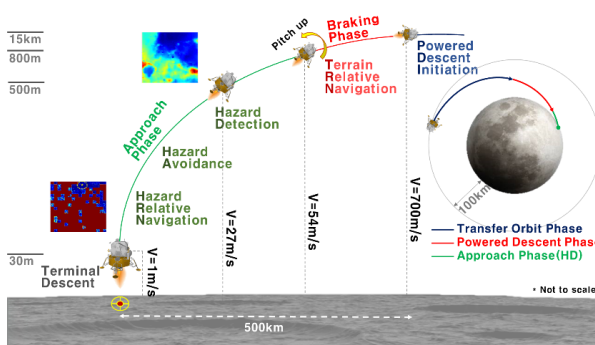 15km
800m
500m
30m
Pitch up
Braking
Phase
Powered
Descent
Initiation
Terrain
Relative
Navigation
Approach
Phase
Hazard
Detection
Hazard
Avoidance
Hazard
Relative
Navigation
Terminal
Descent
V=1m/s
V=27m/s
V=54m/s
V=700m/s
500km
100km
Transfer Orbit Phase
Powered Descent Phase
Approach Phase(HD)
* Not to scale